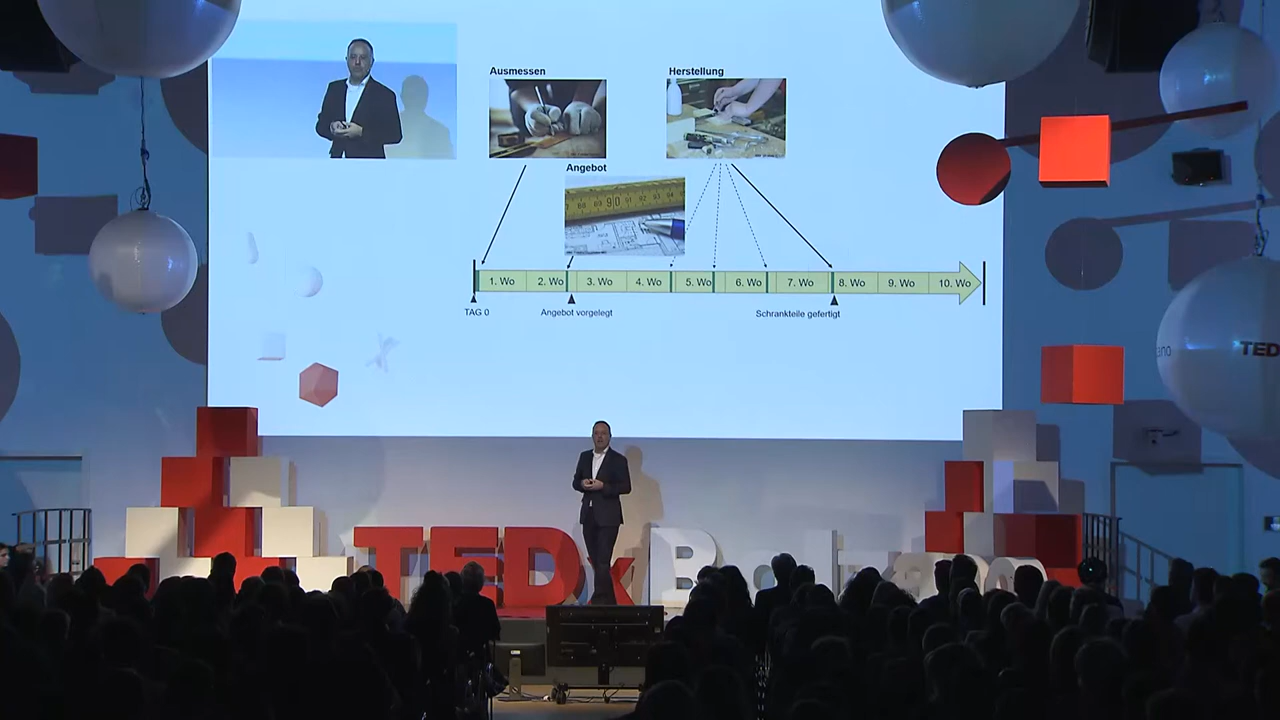 Ausmessen
Herstellung
Angebot
1. Wo 2. Wo 3. Wo 4. Wo 5. Wo 6. Wo 7. Wo 8. Wo 9. Wo 10. Wo
TAG 0
Angebot vorgelegt
Schrankteile gefertigt
TED
TEDx